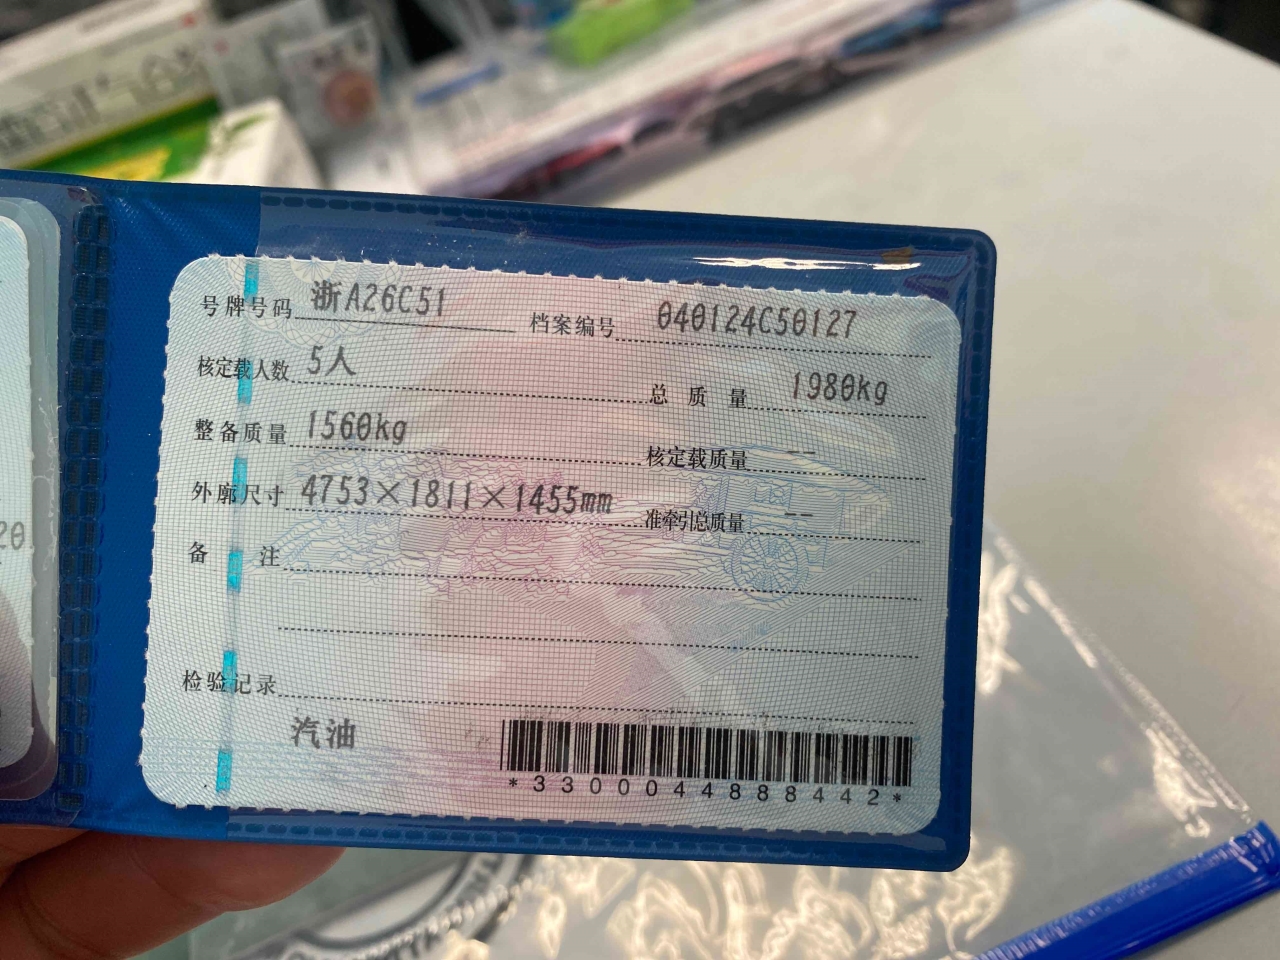 号牌号码 浙A26C51 档案编号 040124C50127
核定载人数 5人 总质量 1980kg
整备质量 1560kg 核定载质量 --
外廓尺寸 4753×1811×1455mm 准牵引总质量 --
备注
检验记录
汽油
*3300044888442*
20